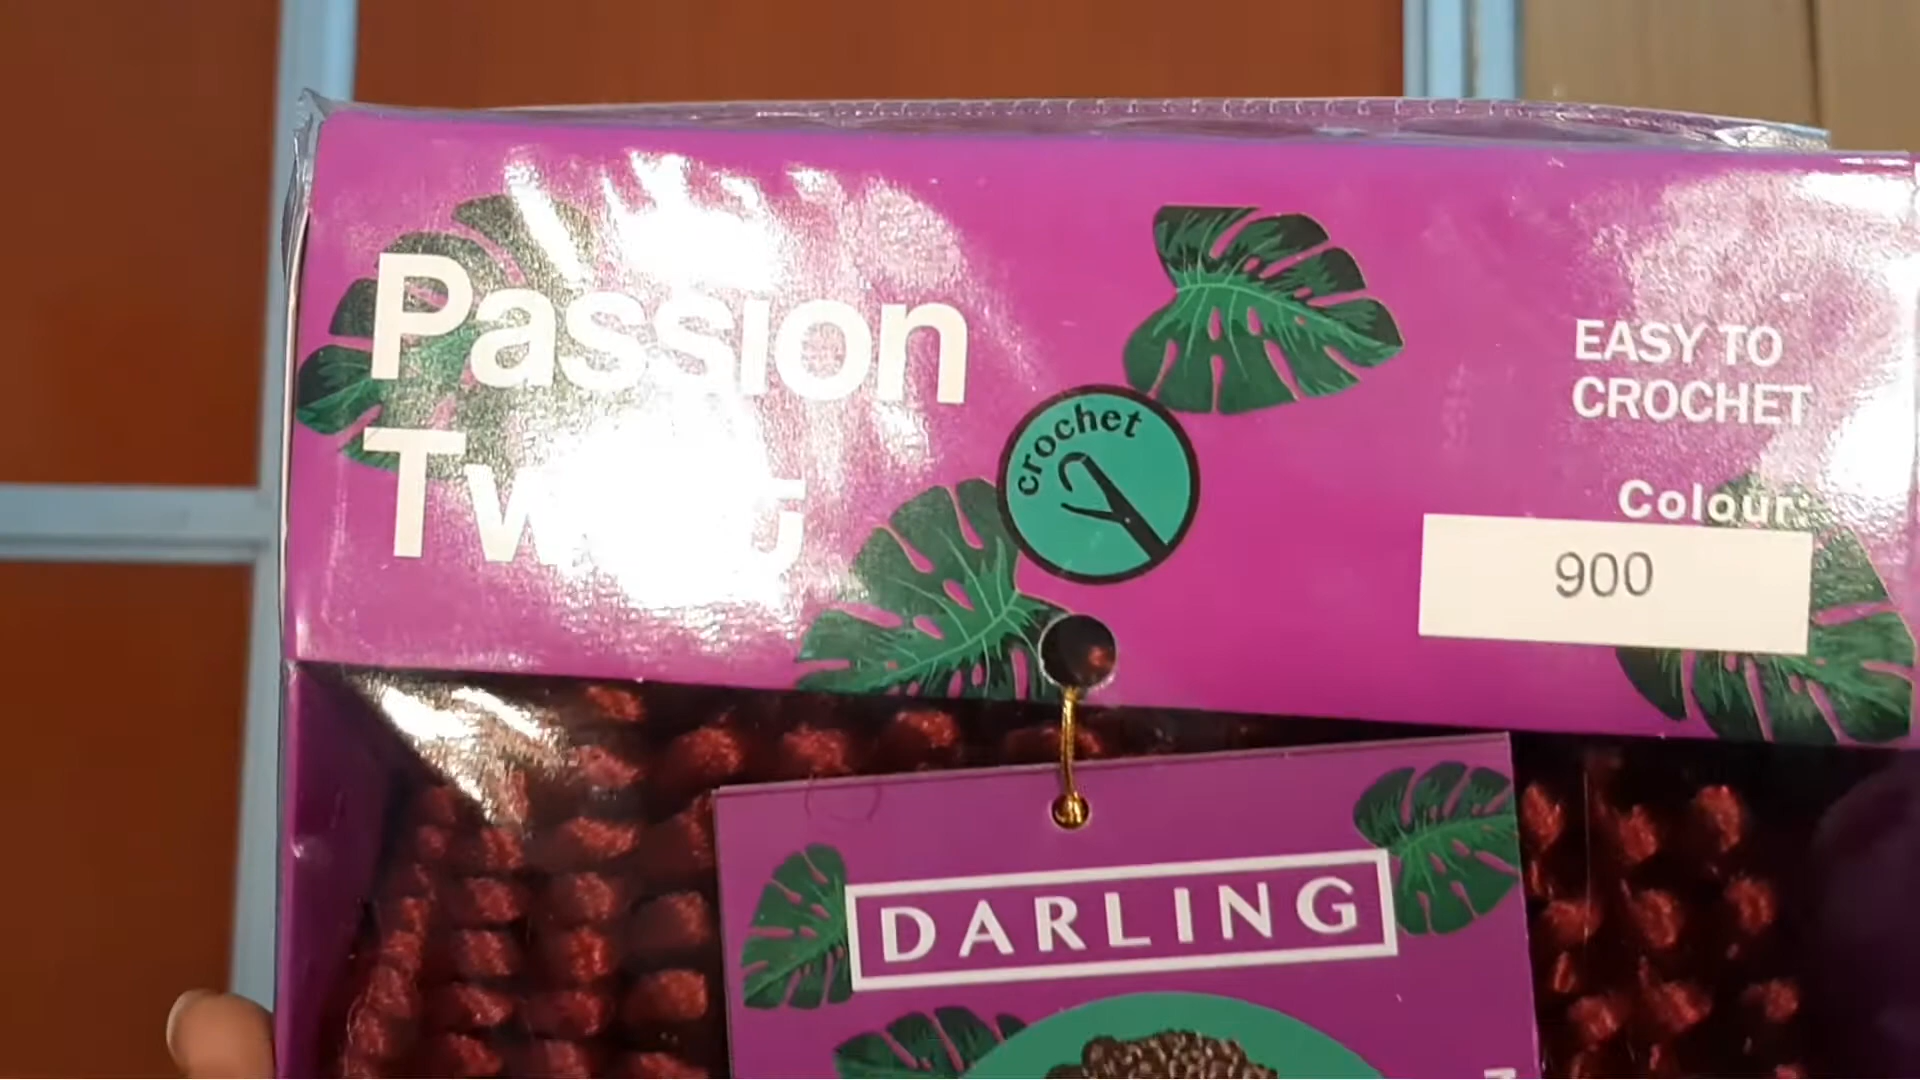 Passion
crochet
EASY TO
CROCHET
Colour:
900
DARLING